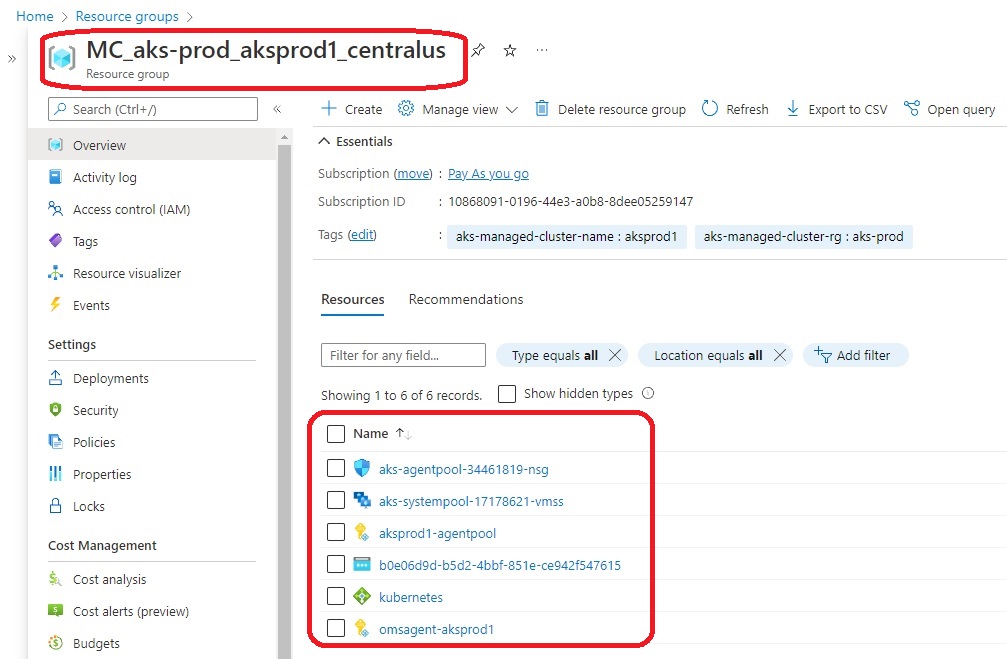 Home > Resource groups >
MC_aks-prod_aksprod1_centralus ...
Resource group
Search (Ctrl+/)
Create Manage view Delete resource group Refresh Export to CSV Open query
Overview
Activity log
Access control (IAM)
Tags
Resource visualizer
Events
Settings
Deployments
Security
Policies
Properties
Locks
Cost Management
Cost analysis
Cost alerts (preview)
Budgets
Essentials
Subscription (move) : Pay As you go
Subscription ID : 10868091-0196-44e3-a0b8-8dee05259147
Tags (edit) : aks-managed-cluster-name : aksprod1 aks-managed-cluster-rg : aks-prod
Resources Recommendations
Filter for any field... Type equals all Location equals all Add filter
Showing 1 to 6 of 6 records. Show hidden types
Name
aks-agentpool-34461819-nsg
aks-systempool-17178621-vmss
aksprod1-agentpool
b0e06d9d-b5d2-4bbf-851e-ce942f547615
kubernetes
omsagent-aksprod1